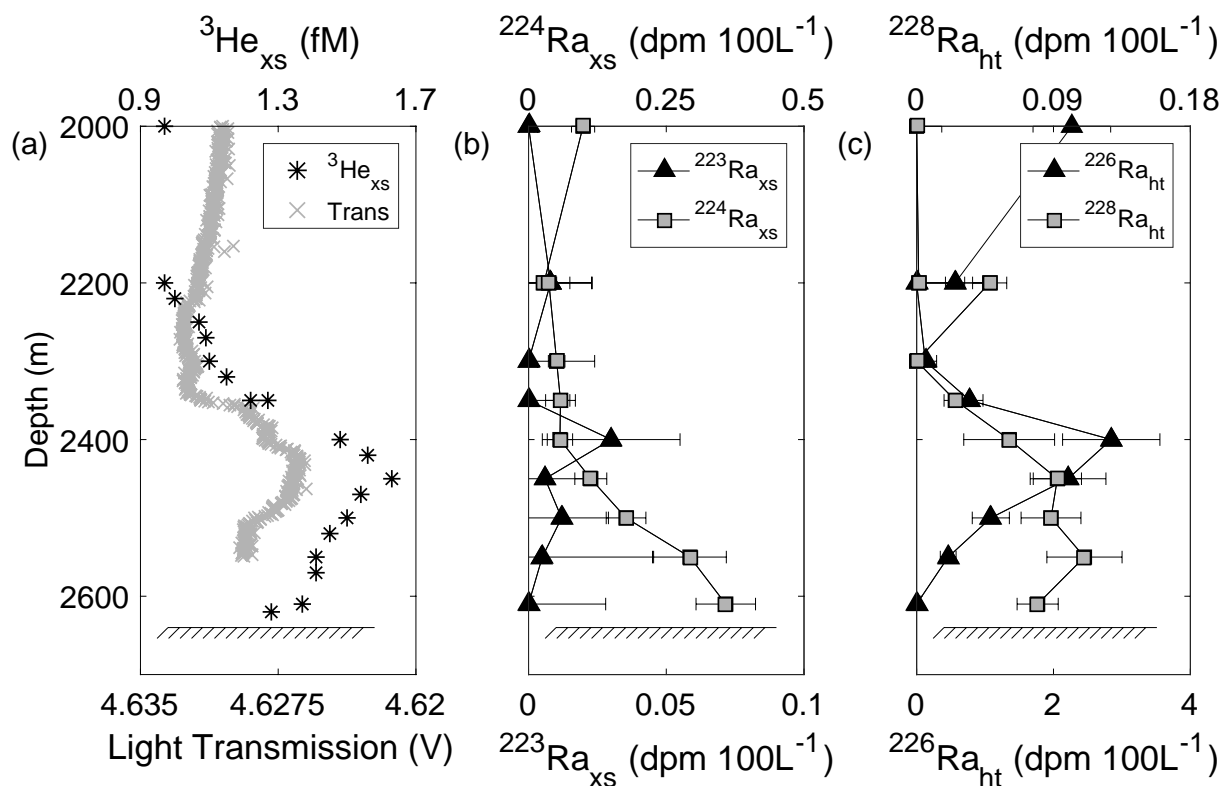 ³He_xs (fM)
0.9 1.3 1.7
²²⁴Ra_xs (dpm 100L⁻¹)
0 0.25 0.5
²²⁸Ra_ht (dpm 100L⁻¹)
0 0.09 0.18
(a)
(b)
(c)
³He_xs
Trans
²²³Ra_xs
²²⁴Ra_xs
²²⁶Ra_ht
²²⁸Ra_ht
Depth (m)
2000
2200
2400
2600
4.635 4.6275 4.62
Light Transmission (V)
0 0.05 0.1
²²³Ra_xs (dpm 100L⁻¹)
0 2 4
²²⁶Ra_ht (dpm 100L⁻¹)